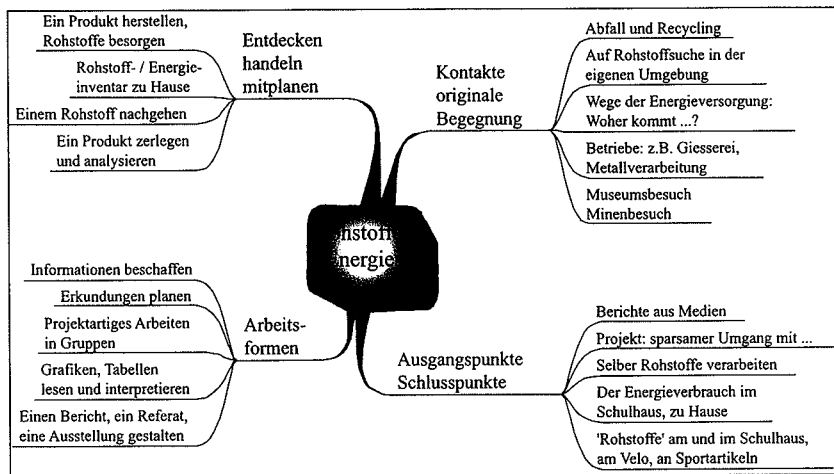 Ein Produkt herstellen,
Rohstoffe besorgen
Rohstoff- / Energie-
inventar zu Hause
Einem Rohstoff nachgehen
Ein Produkt zerlegen
und analysieren
Entdecken
handeln
mitplanen
Kontakte
originale
Begegnung
Abfall und Recycling
Auf Rohstoffsuche in der
eigenen Umgebung
Wege der Energieversorgung:
Woher kommt ...?
Betriebe: z.B. Giesserei,
Metallverarbeitung
Museumsbesuch
Minenbesuch
Informationen beschaffen
Erkundungen planen
Projektartiges Arbeiten
in Gruppen
Grafiken, Tabellen
lesen und interpretieren
Einen Bericht, ein Referat,
eine Ausstellung gestalten
Arbeits-
formen
Ausgangspunkte
Schlusspunkte
Berichte aus Medien
Projekt: sparsamer Umgang mit ...
Selber Rohstoffe verarbeiten
Der Energieverbrauch im
Schulhaus, zu Hause
'Rohstoffe' am und im Schulhaus,
am Velo, an Sportartikeln